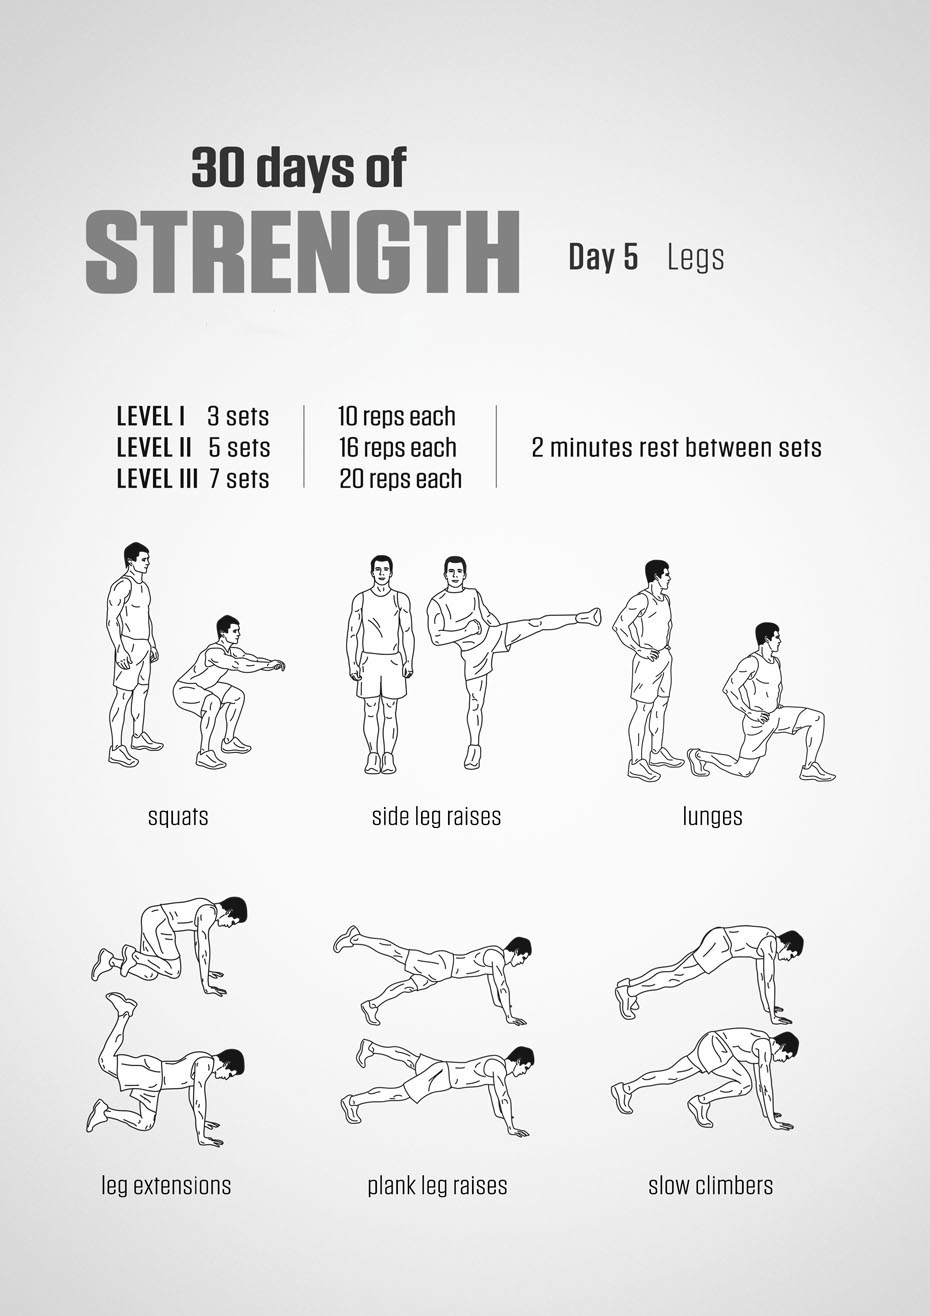 30 days of
STRENGTH
Day 5 Legs
LEVEL I 3 sets 10 reps each
LEVEL II 5 sets 16 reps each 2 minutes rest between sets
LEVEL III 7 sets 20 reps each
squats side leg raises lunges
leg extensions plank leg raises slow climbers